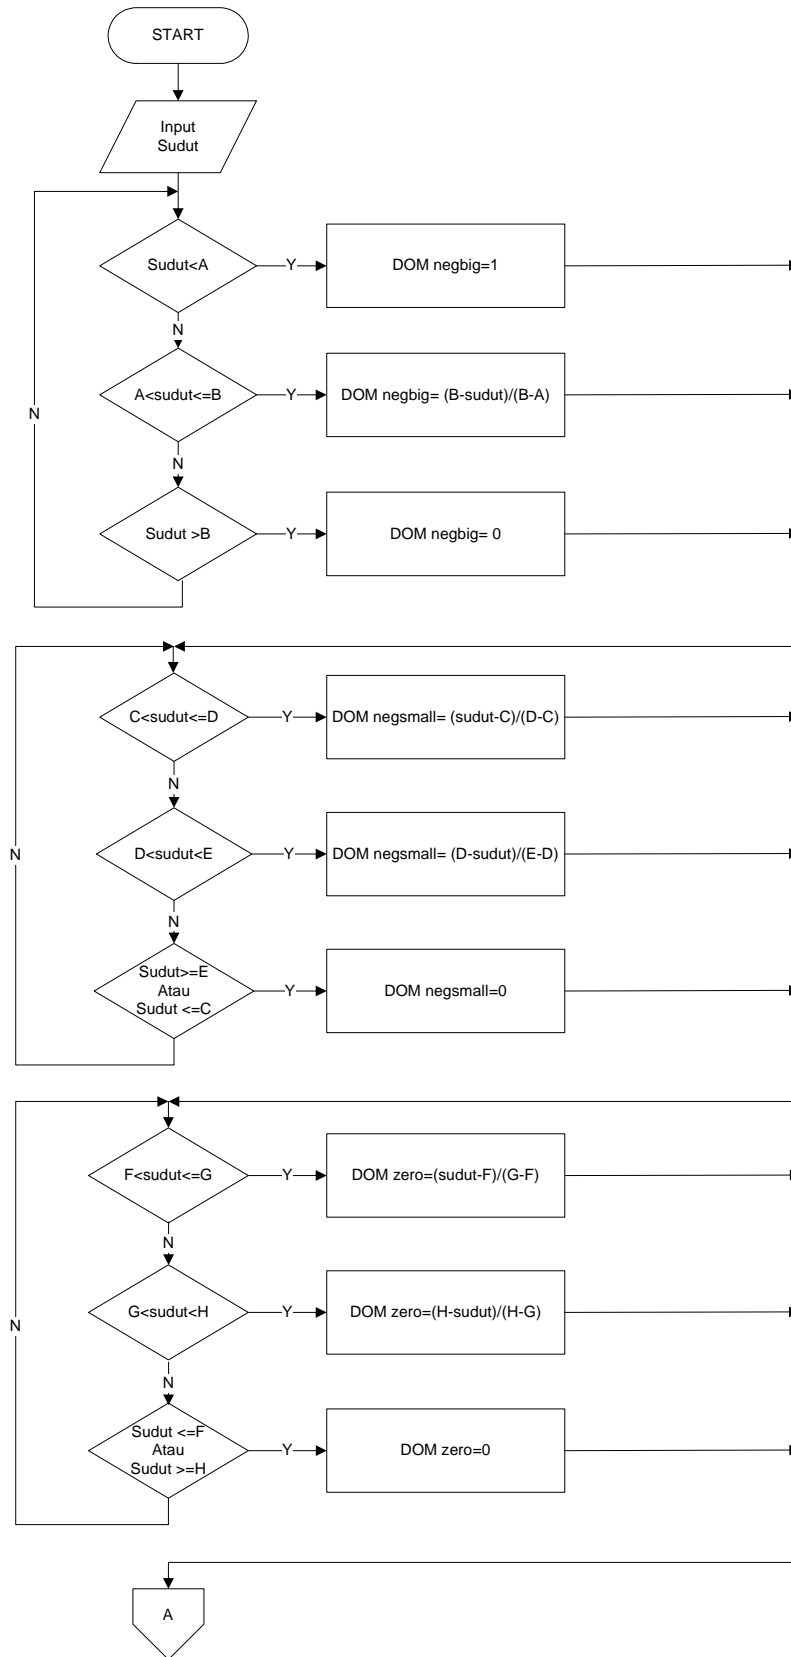 START
Input
Sudut
Sudut<A
Y
DOM negbig=1
N
A<sudut<=B
Y
DOM negbig= (B-sudut)/(B-A)
N
N
Sudut >B
Y
DOM negbig= 0
C<sudut<=D
Y
DOM negsmall= (sudut-C)/(D-C)
N
N
D<sudut<E
Y
DOM negsmall= (D-sudut)/(E-D)
N
Sudut>=E
Atau
Sudut <=C
Y
DOM negsmall=0
F<sudut<=G
Y
DOM zero=(sudut-F)/(G-F)
N
N
G<sudut<H
Y
DOM zero=(H-sudut)/(H-G)
N
Sudut <=F
Atau
Sudut >=H
Y
DOM zero=0
A